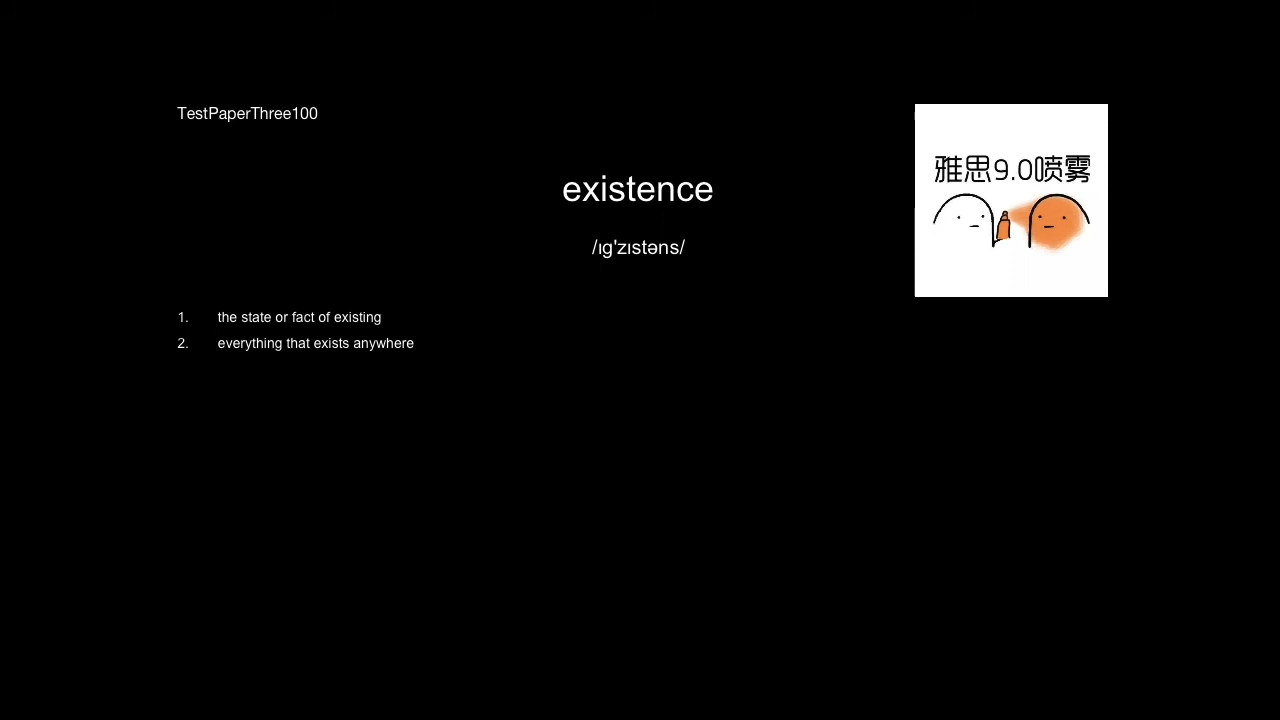 TestPaperThree100
雅思9.0喷雾
existence
/ɪg'zɪstəns/
1. the state or fact of existing
2. everything that exists anywhere